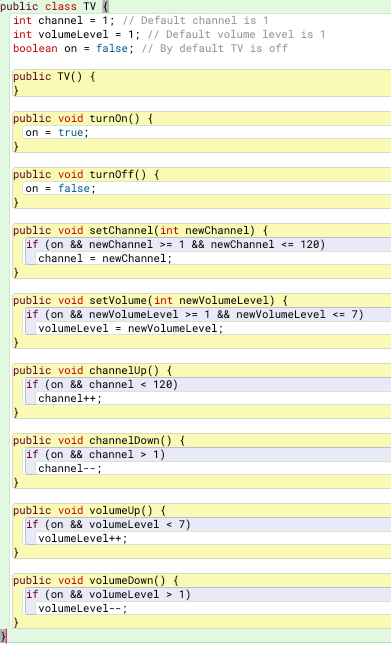 public class TV {
int channel = 1; // Default channel is 1
int volumeLevel = 1; // Default volume level is 1
boolean on = false; // By default TV is off
public TV() {
}
public void turnOn() {
on = true;
}
public void turnOff() {
on = false;
}
public void setChannel(int newChannel) {
if (on && newChannel >= 1 && newChannel <= 120)
channel = newChannel;
}
public void setVolume(int newVolumeLevel) {
if (on && newVolumeLevel >= 1 && newVolumeLevel <= 7)
volumeLevel = newVolumeLevel;
}
public void channelUp() {
if (on && channel < 120)
channel++;
}
public void channelDown() {
if (on && channel > 1)
channel--;
}
public void volumeUp() {
if (on && volumeLevel < 7)
volumeLevel++;
}
public void volumeDown() {
if (on && volumeLevel > 1)
volumeLevel--;
}
}